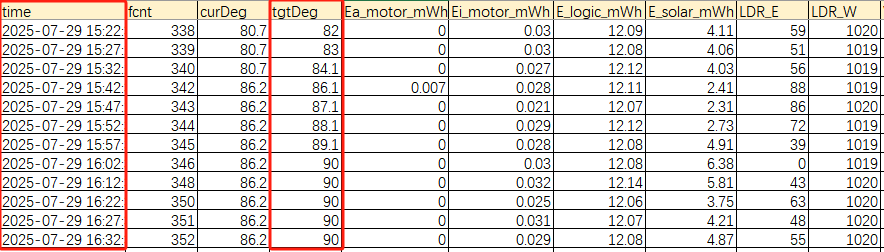 time fcnt curDeg tgtDeg Ea_motor_mWh Ei_motor_mWh E_logic_mWh E_solar_mWh LDR_E LDR_W
2025-07-29 15:22: 338 80.7 82 0 0.03 12.09 4.11 59 1020
2025-07-29 15:27: 339 80.7 83 0 0.03 12.08 4.06 51 1019
2025-07-29 15:32: 340 80.7 84.1 0 0.027 12.12 4.03 56 1019
2025-07-29 15:42: 342 86.2 86.1 0.007 0.028 12.11 2.41 88 1019
2025-07-29 15:47: 343 86.2 87.1 0 0.021 12.07 2.31 86 1020
2025-07-29 15:52: 344 86.2 88.1 0 0.029 12.12 2.73 72 1019
2025-07-29 15:57: 345 86.2 89.1 0 0.028 12.08 4.91 39 1019
2025-07-29 16:02: 346 86.2 90 0 0.03 12.08 6.38 0 1019
2025-07-29 16:12: 348 86.2 90 0 0.032 12.14 5.81 43 1020
2025-07-29 16:22: 350 86.2 90 0 0.025 12.06 3.75 63 1020
2025-07-29 16:27: 351 86.2 90 0 0.031 12.07 4.21 48 1020
2025-07-29 16:32: 352 86.2 90 0 0.029 12.08 4.87 55 1020